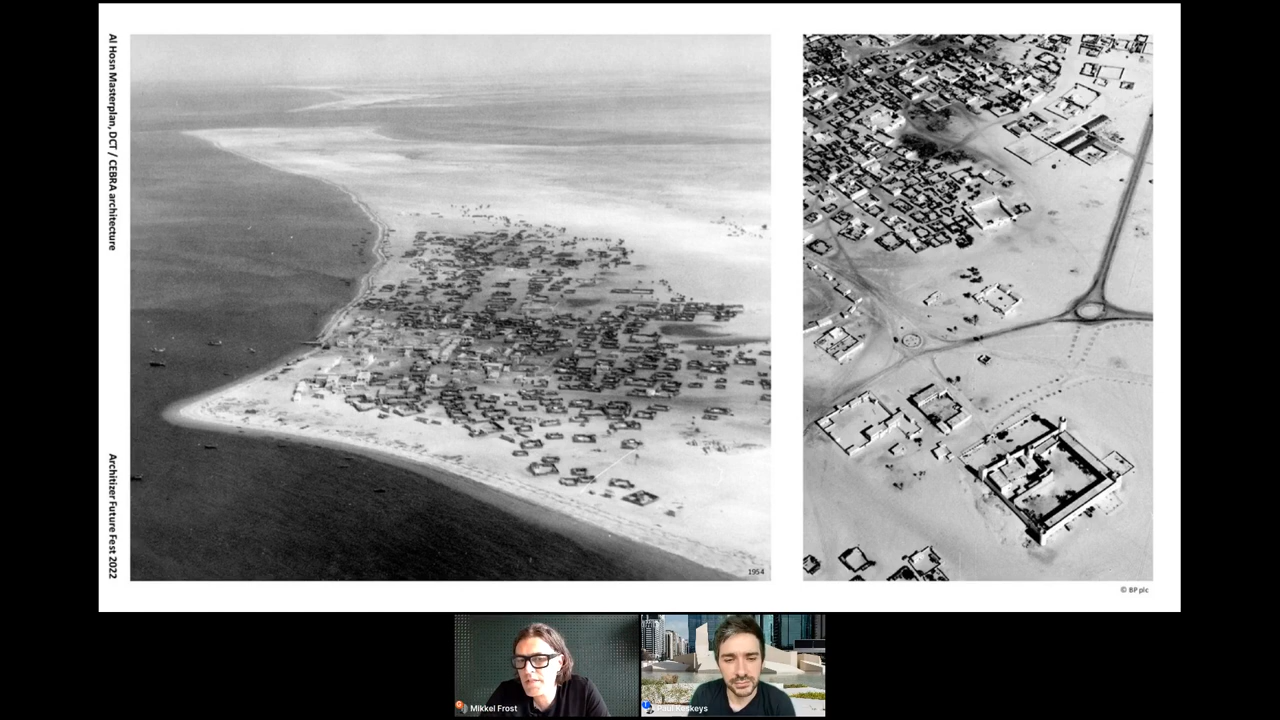 Al Hosn Masterplan, DCT / CEBRA architecture
Architizer Future Fest 2022
1954
© BP plc
Mikkel Frost
Paul Keskeys